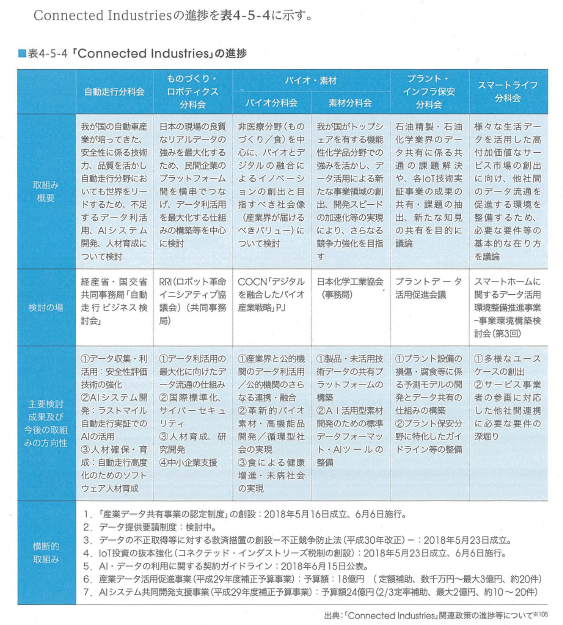 Connected Industriesの進捗を表4-5-4に示す。
■表4-5-4「Connected Industries」の進捗
自動走行分科会
ものづくり・
ロボティクス
分科会
バイオ・素材
バイオ分科会
素材分科会
プラント・
インフラ保安
分科会
スマートライフ
分科会
取組み
概要
我が国の自動車産
業が培ってきた、
安全性に係る技術
力、品質を活かし
自動走行分野にお
いても世界をリー
ドするため、不足
するデータ利活
用、AIシステム
開発、人材育成に
ついて検討
日本の現場の良質
なリアルデータの
強みを最大化する
ため、民間企業の
プラットフォーム
間を横串でつな
げ、データ利活用
を最大化する仕組
みの構築等を中心
に検討
非医療分野(もの
づくり/食)を中
心に、バイオとデ
ジタルの融合によ
るイノベーション
の創出と目
指すべき社会像
(産業界が届ける
べきバリュー)に
ついて検討
我が国がトップシ
ェアを有する機能
性化学品分野での
強みを活かし、デ
ータ活用による新
たな事業領域の創
出、開発スピード
の加速化等の実現
により、さらなる
競争力強化を目指
す
石油精製・石油
化学業界のデー
タ共有に係る共
通の課題解決
や、各IoT技術実
証事業の成果の
共有・課題の抽
出、新たな知見
の共有を目的に
議論
様々な生活デー
タを活用した高
付加価値なサー
ビス市場の創出
に向け、他社間
のデータ流通を
促進する環境を
整備するため、
必要な要件等の
基本的な在り方
を議論
検討の場
経産省・国交省
共同事務局「自動
走行ビジネス検
討会」
RRI(ロボット革命
イニシアティブ協
議会)(共同事務
局)
COCN「デジタル
を融合したバイオ
産業戦略」PJ
日本化学工業協会
(事務局)
プラントデータ
活用促進会議
スマートホームに
関するデータ活用
環境整備推進事業
-事業環境構築検
討会(第3回)
主要検討
成果及び
今後の取組
みの方向性
①データ収集・利
活用：安全性評価
技術の強化
②AIシステム開
発：ラストマイル
自動走行実証での
AIの活用
③人材確保・育
成：自動走行高度
化のためのソフト
ウェア人材育成
①データ利活用の
最大化に向けたデ
ータ流通の仕組み
②国際標準化、
サイバーセキュ
リティ
③人材育成、研
究開発
④中小企業支援
①産業界と公的機
関のデータ利活用
/公的機関のさら
なる連携・融合
②革新的バイオ
素材・高機能品
開発/循環型社
会の実現
③食による健康
増進・未病社会
の実現
①製品・未活用技
術データの共有プ
ラットフォームの
構築
②AI活用型素材
開発のための標準
データフォーマッ
ト・AIツールの
整備
①プラント設備の
損傷・腐食等に係
る予測モデルの開
発とデータ共有の
仕組みの構築
②プラント保安分
野に特化したガイ
ドライン等の整備
①多様なユース
ケースの創出
②サービス事業
者の参画に対応
した他社間連携
に必要な要件の
深堀り
横断的
取組み
1．「産業データ共有事業の認定制度」の創設：2018年5月16日成立、6月6日施行。
2．データ提供要請制度：検討中。
3．データの不正取得等に対する救済措置の創設−不正競争防止法(平成30年改正)−：2018年5月23日成立。
4．IoT投資の抜本強化(コネクテッド・インダストリーズ税制の創設)：2018年5月23日成立、6月6日施行。
5．AI・データの利用に関する契約ガイドライン：2018年6月15日公表。
6．産業データ活用促進事業(平成29年度補正予算事業)：予算額：18億円 (定額補助、数千万円〜最大3億円、約20件)
7．AIシステム共同開発支援事業(平成29年度補正予算事業)：予算額24億円(2/3定率補助、最大2億円、約10〜20件)
出典：「Connected Industries」関連政策の進捗等について※105